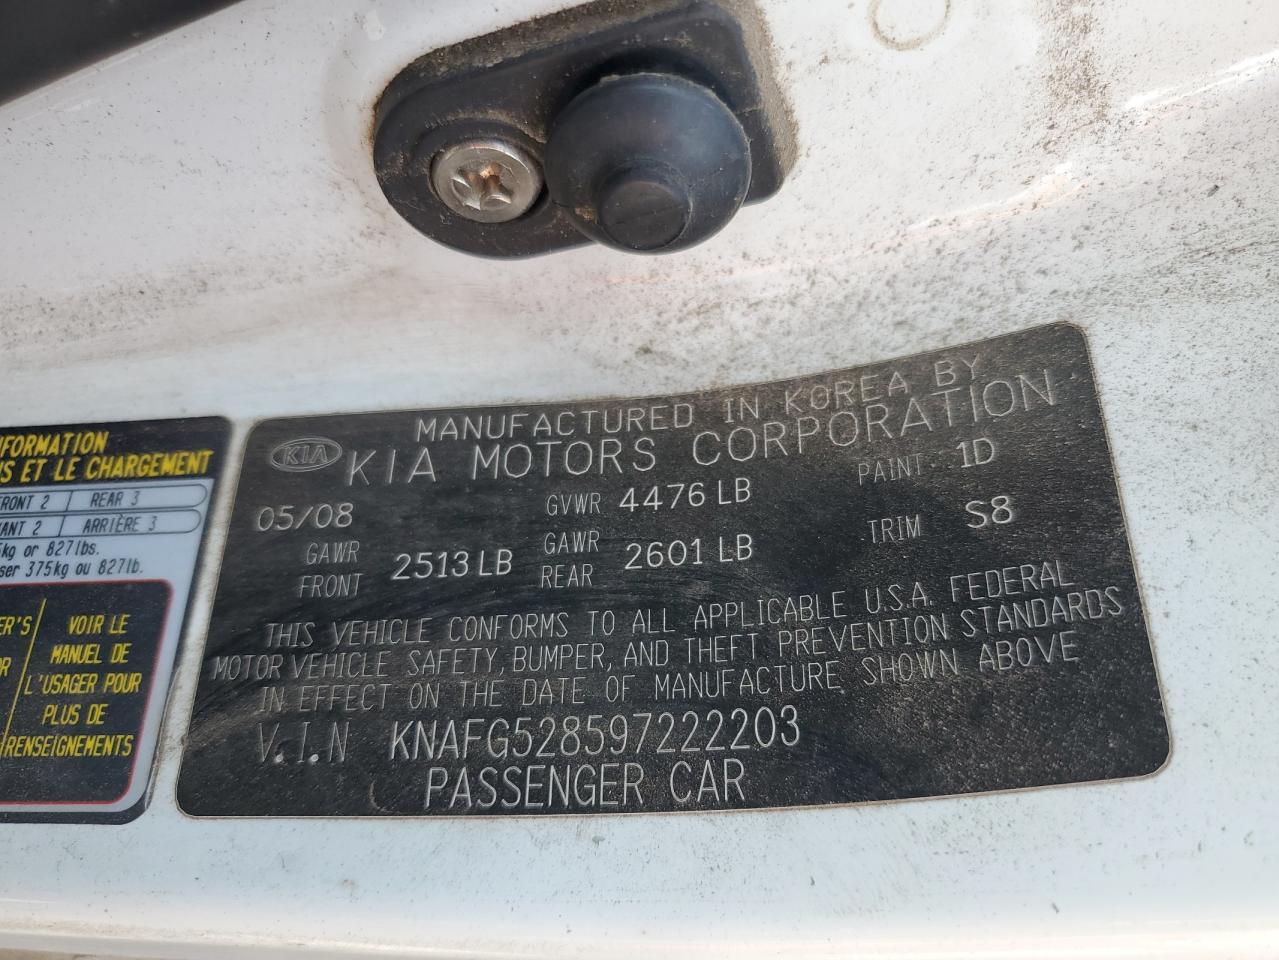 NFORMATION
S ET LE CHARGEMENT
FRONT 2 REAR 3
ANT 2 ARRIÈRE 3
kg or 827lbs.
ser 375kg ou 827lb.
ER'S
OR
VOIR LE
MANUEL DE
L'USAGER POUR
PLUS DE
RENSEIGNEMENTS
MANUFACTURED IN KOREA BY
KIA KIA MOTORS CORPORATION
05/08 GVWR 4476 LB PAINT 1D
GAWR FRONT 2513 LB GAWR REAR 2601 LB TRIM S8
THIS VEHICLE CONFORMS TO ALL APPLICABLE U.S.A. FEDERAL
MOTOR VEHICLE SAFETY, BUMPER, AND THEFT PREVENTION STANDARDS
IN EFFECT ON THE DATE OF MANUFACTURE SHOWN ABOVE
V.I.N KNAFG528597222203
PASSENGER CAR